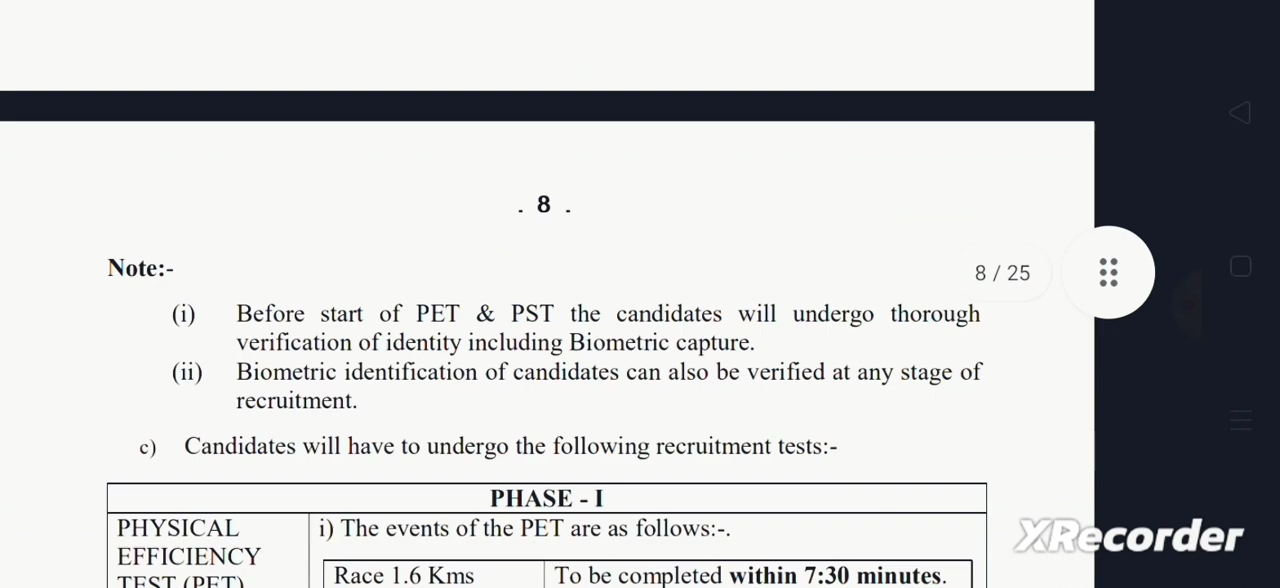 . 8 .
Note:-
8 / 25
(i) Before start of PET & PST the candidates will undergo thorough
verification of identity including Biometric capture.
(ii) Biometric identification of candidates can also be verified at any stage of
recruitment.
c) Candidates will have to undergo the following recruitment tests:-
PHASE - I
PHYSICAL
EFFICIENCY
TEST (PET)
i) The events of the PET are as follows:-.
Race 1.6 Kms
To be completed within 7:30 minutes.
XRecorder